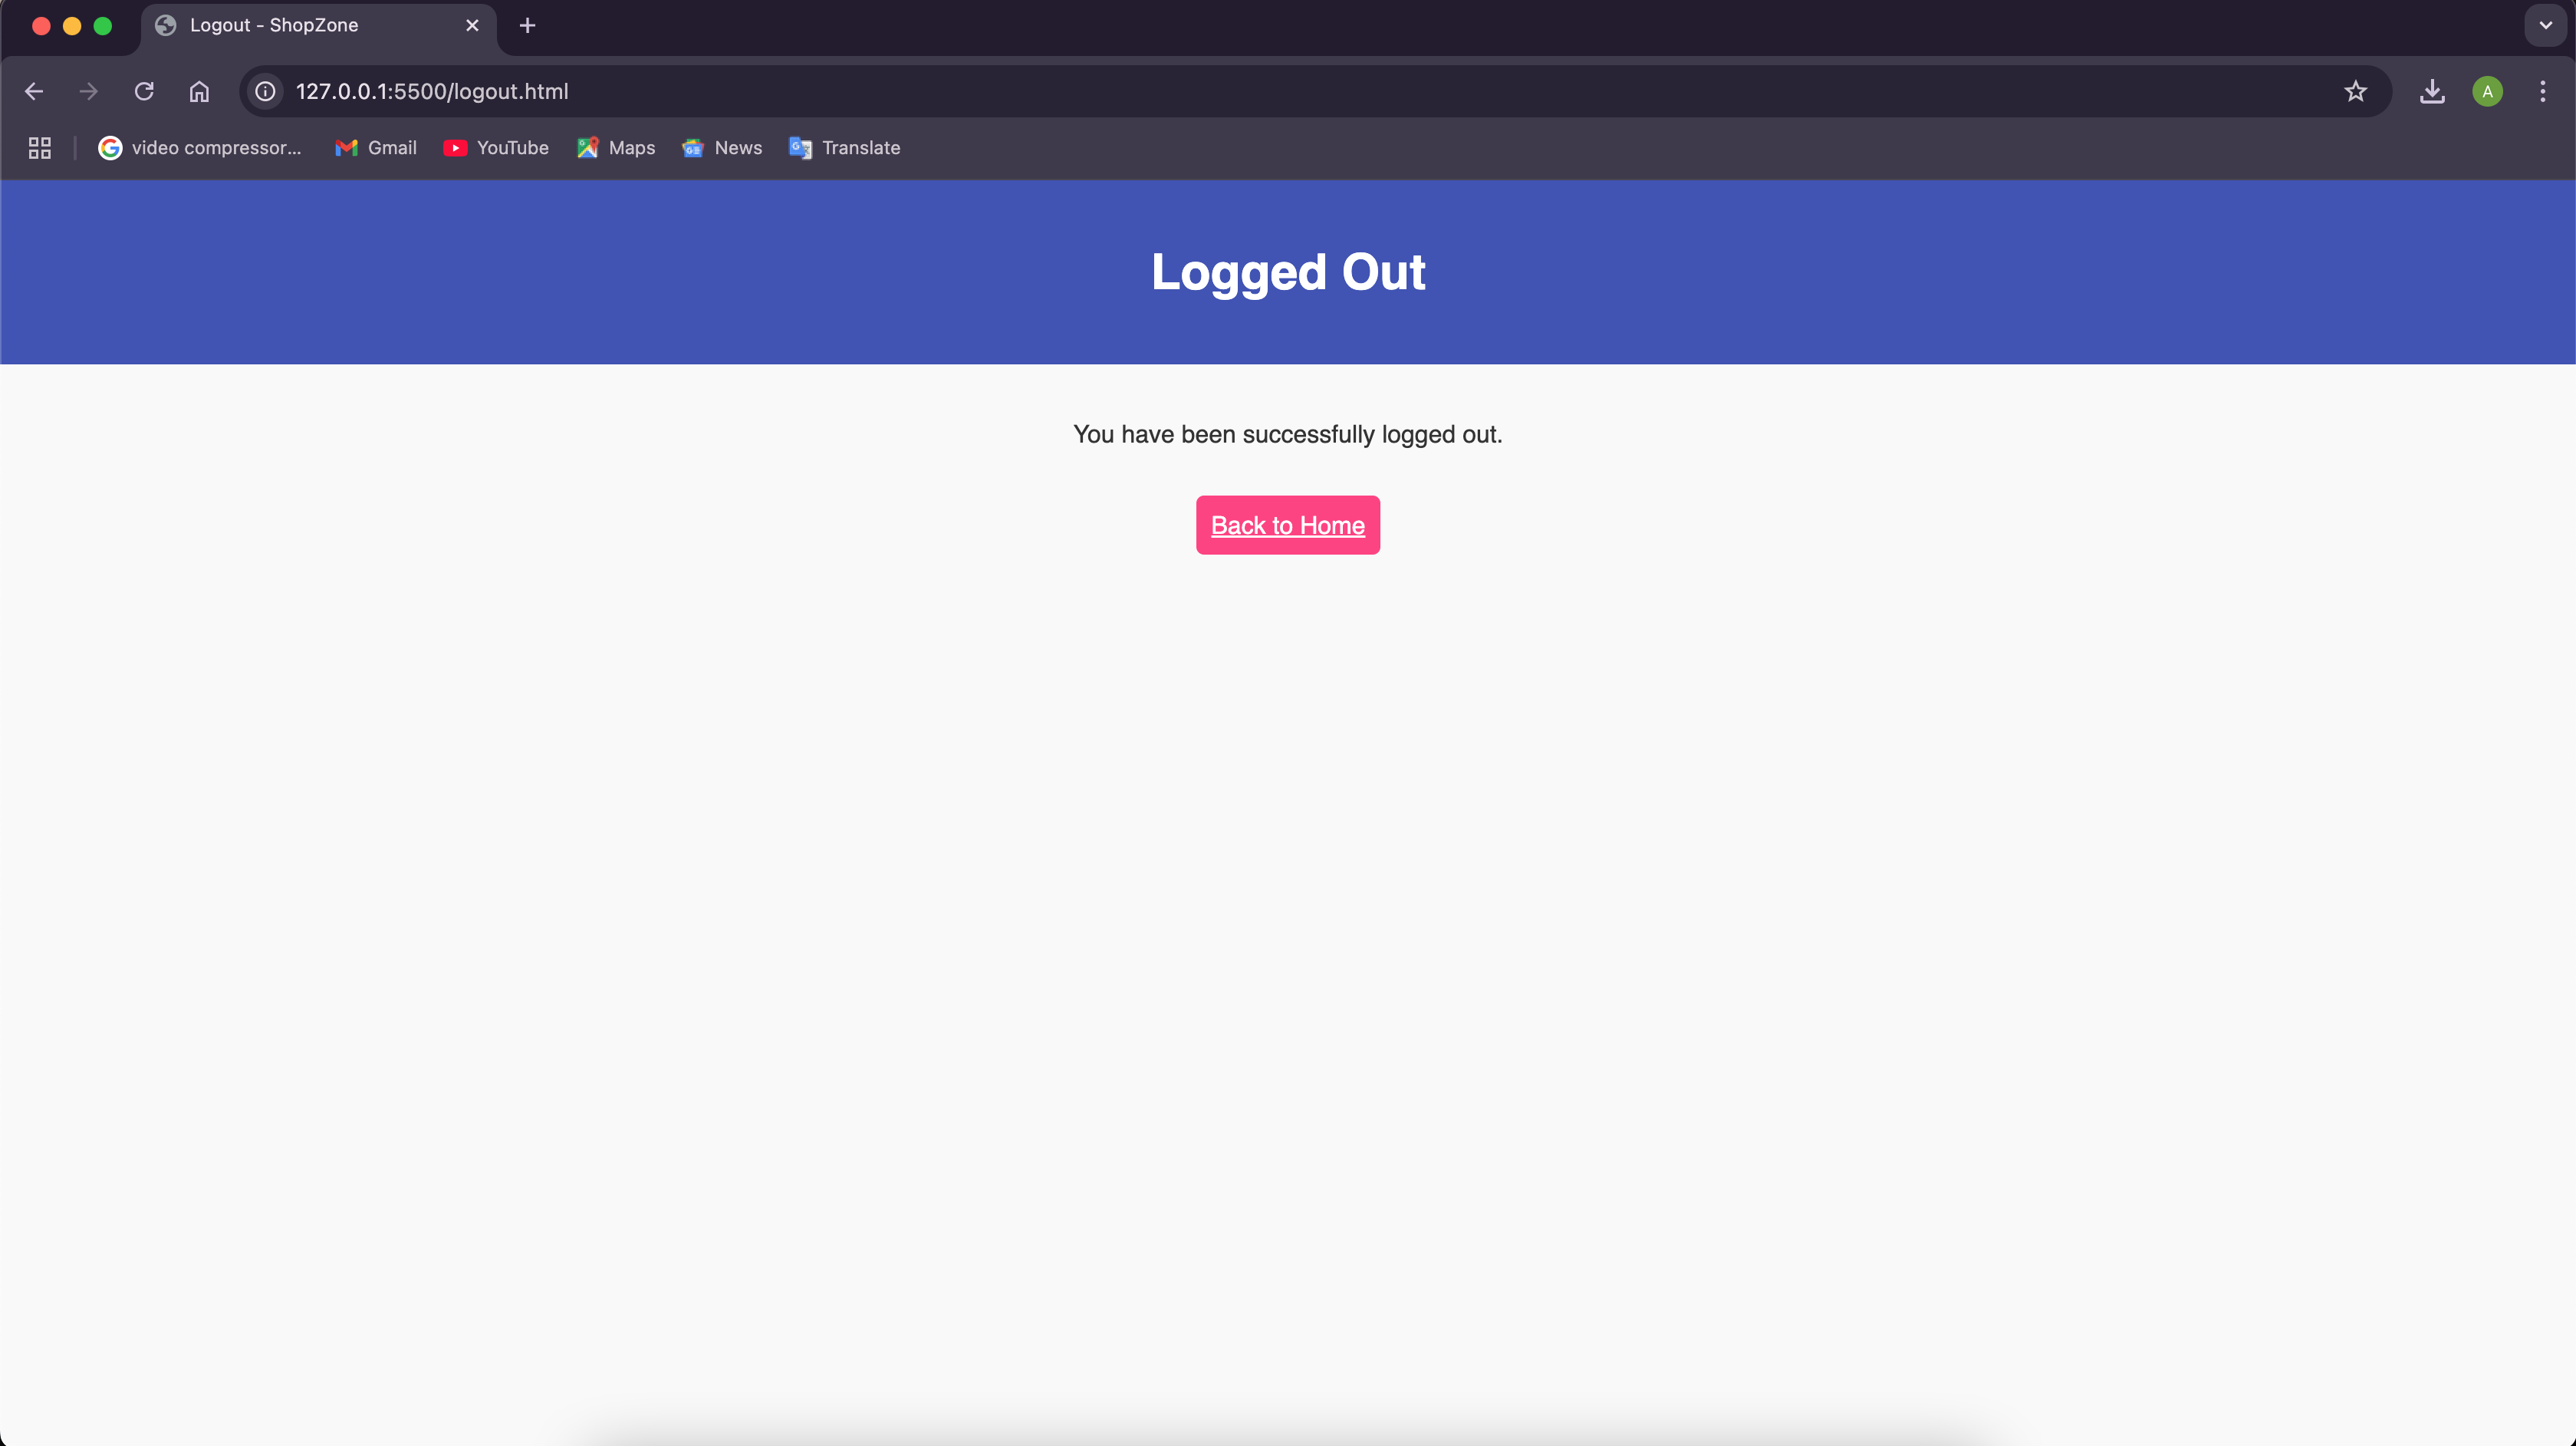 Logout - ShopZone
127.0.0.1:5500/logout.html
A
video compressor...
Gmail
YouTube
Maps
News
Translate
Logged Out
You have been successfully logged out.
Back to Home